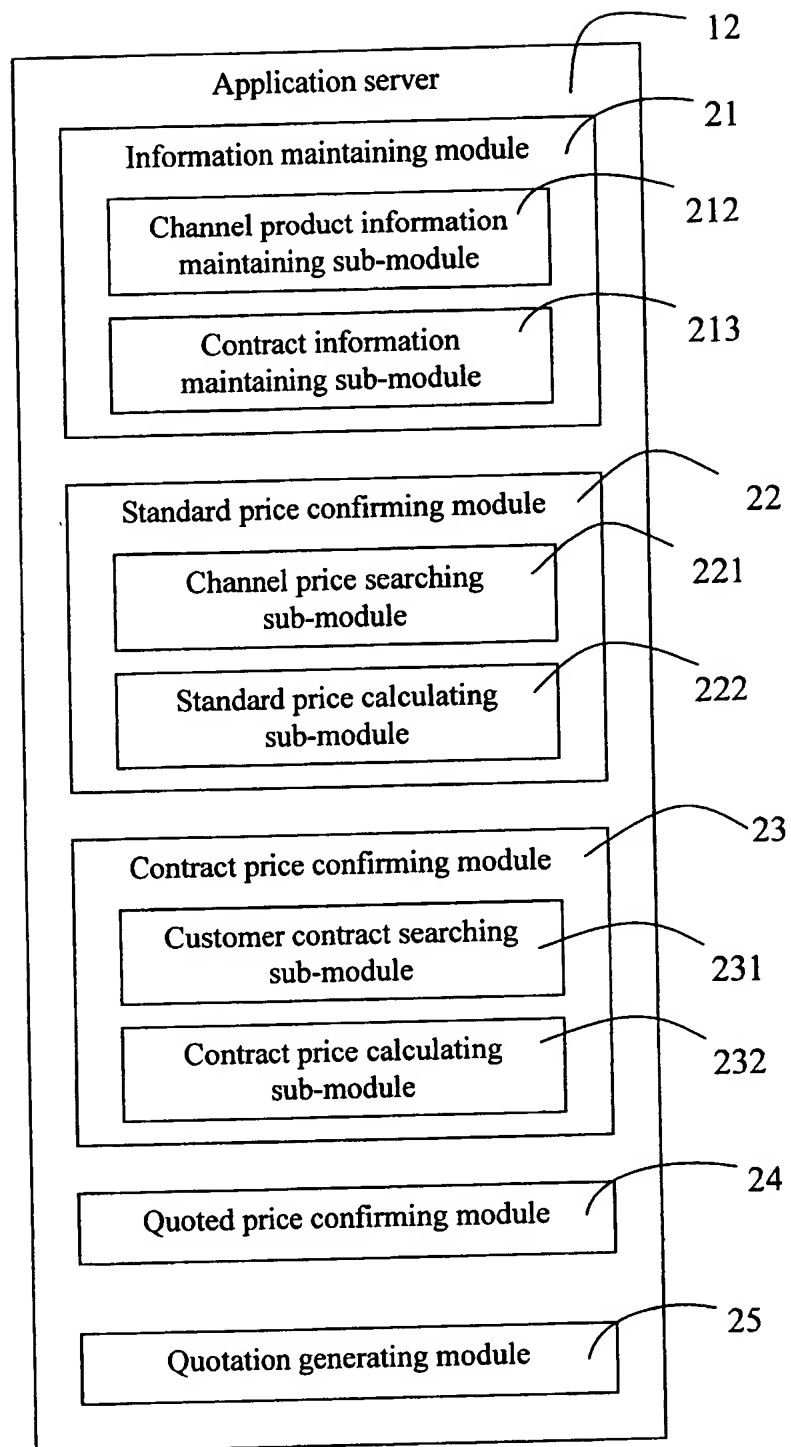 12
Application server
21
Information maintaining module
212
Channel product information
maintaining sub-module
213
Contract information
maintaining sub-module
22
Standard price confirming module
221
Channel price searching
sub-module
222
Standard price calculating
sub-module
23
Contract price confirming module
Customer contract searching
sub-module
231
Contract price calculating
sub-module
232
24
Quoted price confirming module
25
Quotation generating module